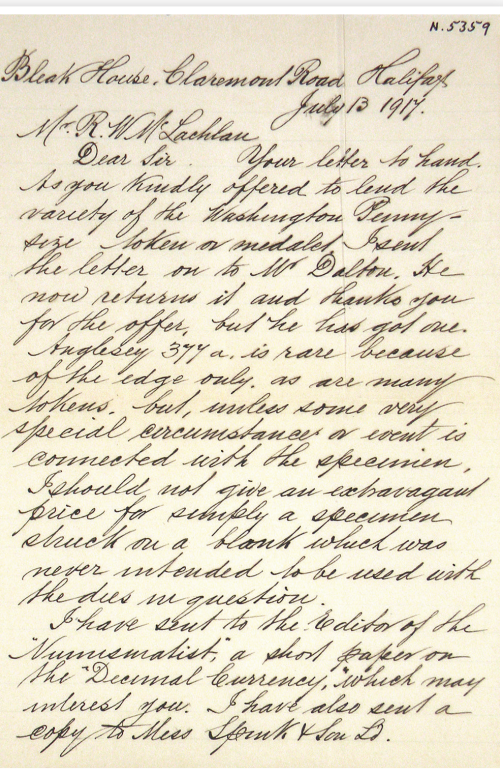 N.5359
Bleak House, Claremont Road Halifax
July 13 1917.
Mr. R. W. McLachlan
Dear Sir. Your letter to hand.
As you kindly offered to lend the
variety of the Washington Penny-
size token or medalet I sent
the letter on to Mr Dalton. He
now returns it and thanks you
for the offer, but he has got one.
Anglesey 377 a. is rare because
of the edge only, as are many
tokens, but, unless some very
special circumstance or event is
connected with the specimen,
I should not give an extravagant
price for simply a specimen
struck on a blank which was
never intended to be used with
the dies in question.
I have sent to the Editor of the
"Numismatist," a short paper on
the "Decimal Currency," which may
interest you. I have also sent a
copy to Mess Spink & Son Ld.